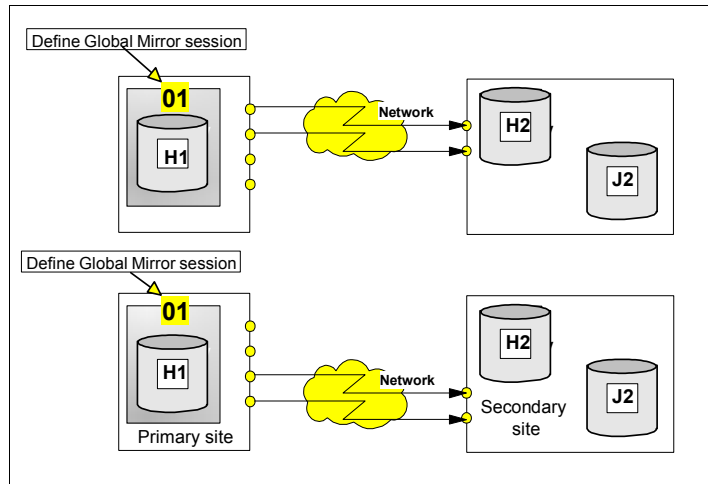 Define Global Mirror session
01
H1
Network
H2
J2
Define Global Mirror session
01
H1
Primary site
Network
H2
J2
Secondary
site